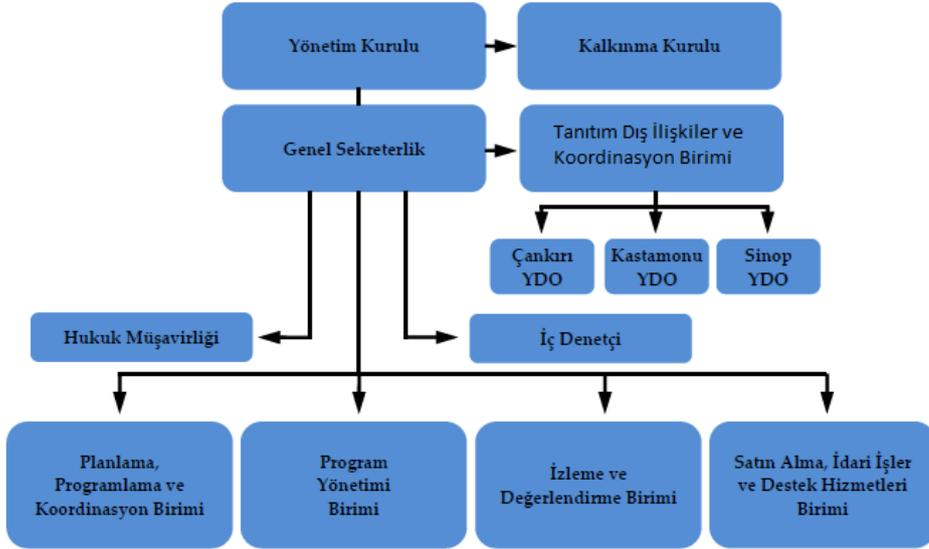 Yönetim Kurulu
Kalkınma Kurulu
Genel Sekreterlik
Tanıtım Dış İlişkiler ve
Koordinasyon Birimi
Çankırı
YDO
Kastamonu
YDO
Sinop
YDO
Hukuk Müşavirliği
İç Denetçi
Planlama,
Programlama ve
Koordinasyon Birimi
Program
Yönetimi
Birimi
İzleme ve
Değerlendirme Birimi
Satın Alma, İdari İşler
ve Destek Hizmetleri
Birimi